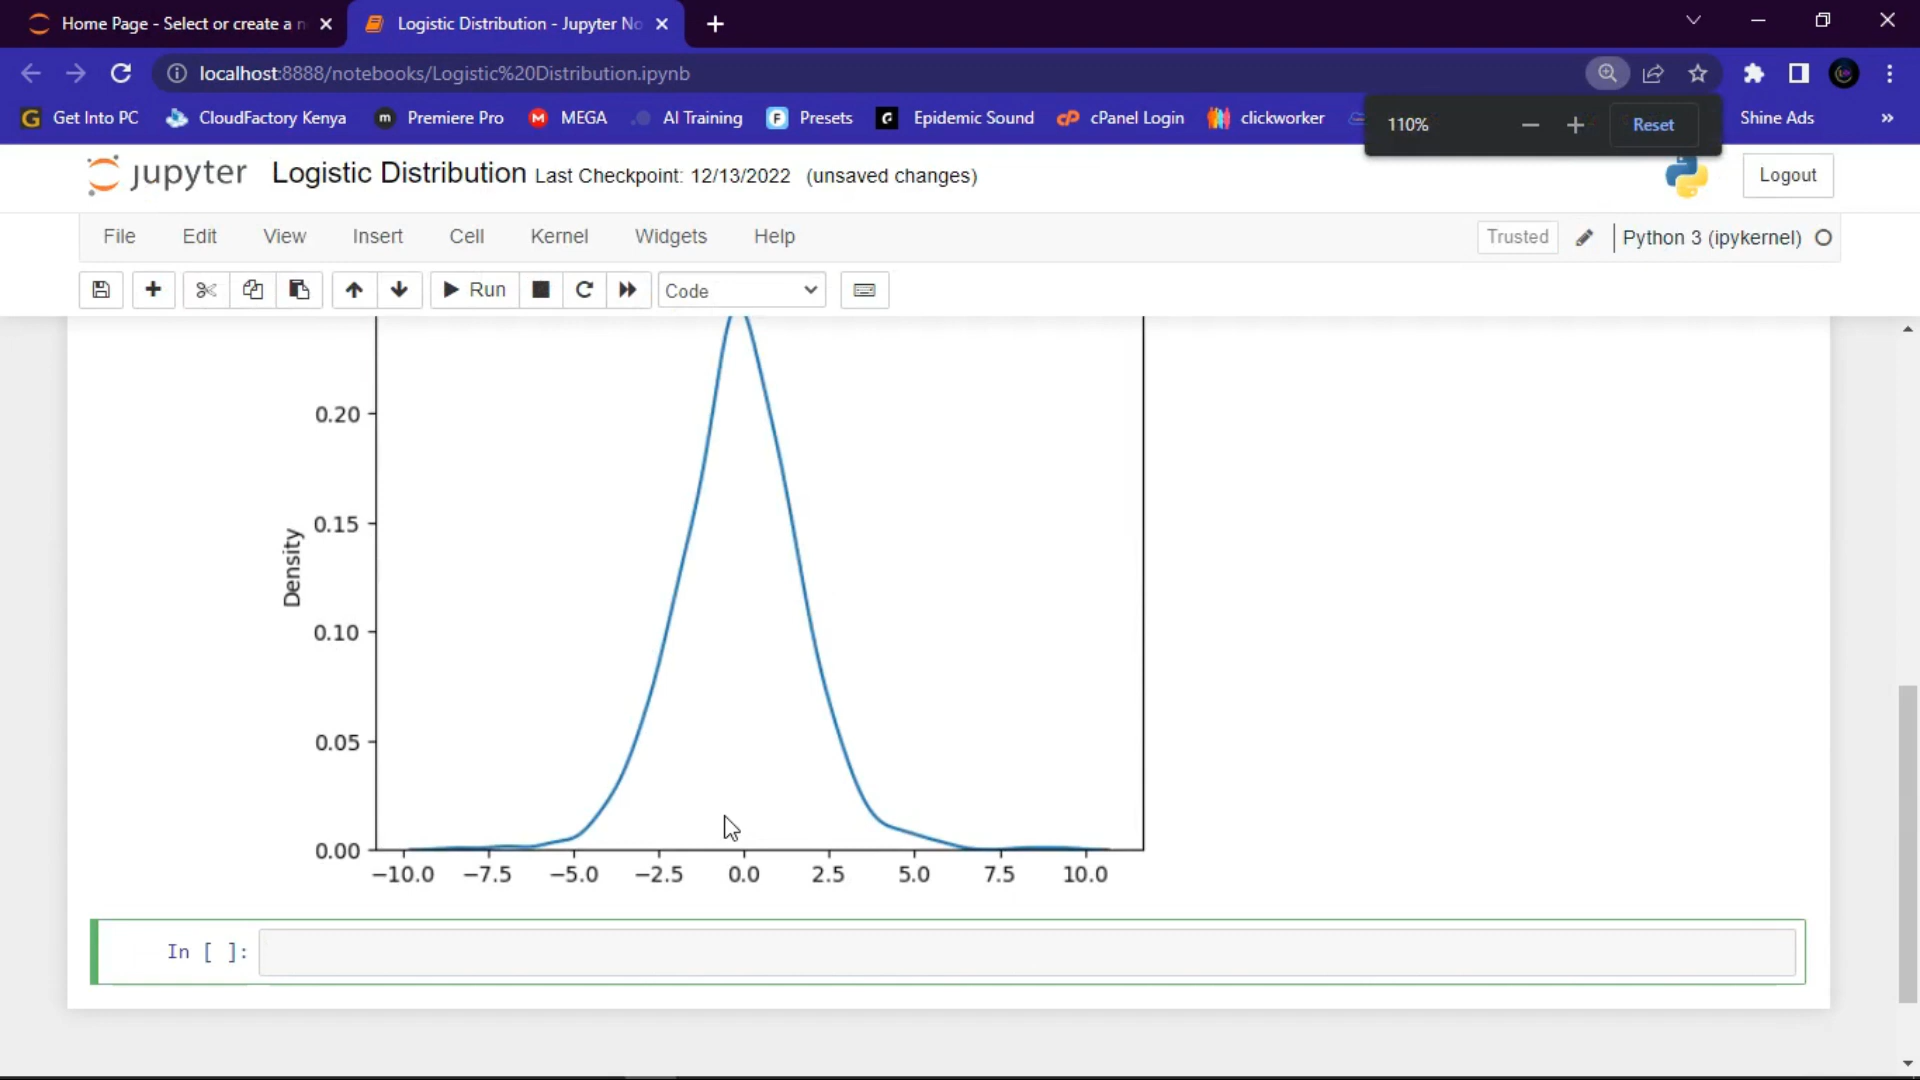 Home Page - Select or create a n
Logistic Distribution - Jupyter No
localhost:8888/notebooks/Logistic%20Distribution.ipynb
G Get Into PC
CloudFactory Kenya
m Premiere Pro
M MEGA
AI Training
F Presets
Epidemic Sound
cP cPanel Login
clickworker
Shine Ads
»
110%
Reset
jupyter Logistic Distribution Last Checkpoint: 12/13/2022 (unsaved changes)
Logout
File Edit View Insert Cell Kernel Widgets Help
Trusted
Python 3 (ipykernel)
Run
Code
0.20
0.15
0.10
0.05
0.00
Density
−10.0 −7.5 −5.0 −2.5 0.0 2.5 5.0 7.5 10.0
In [ ]: